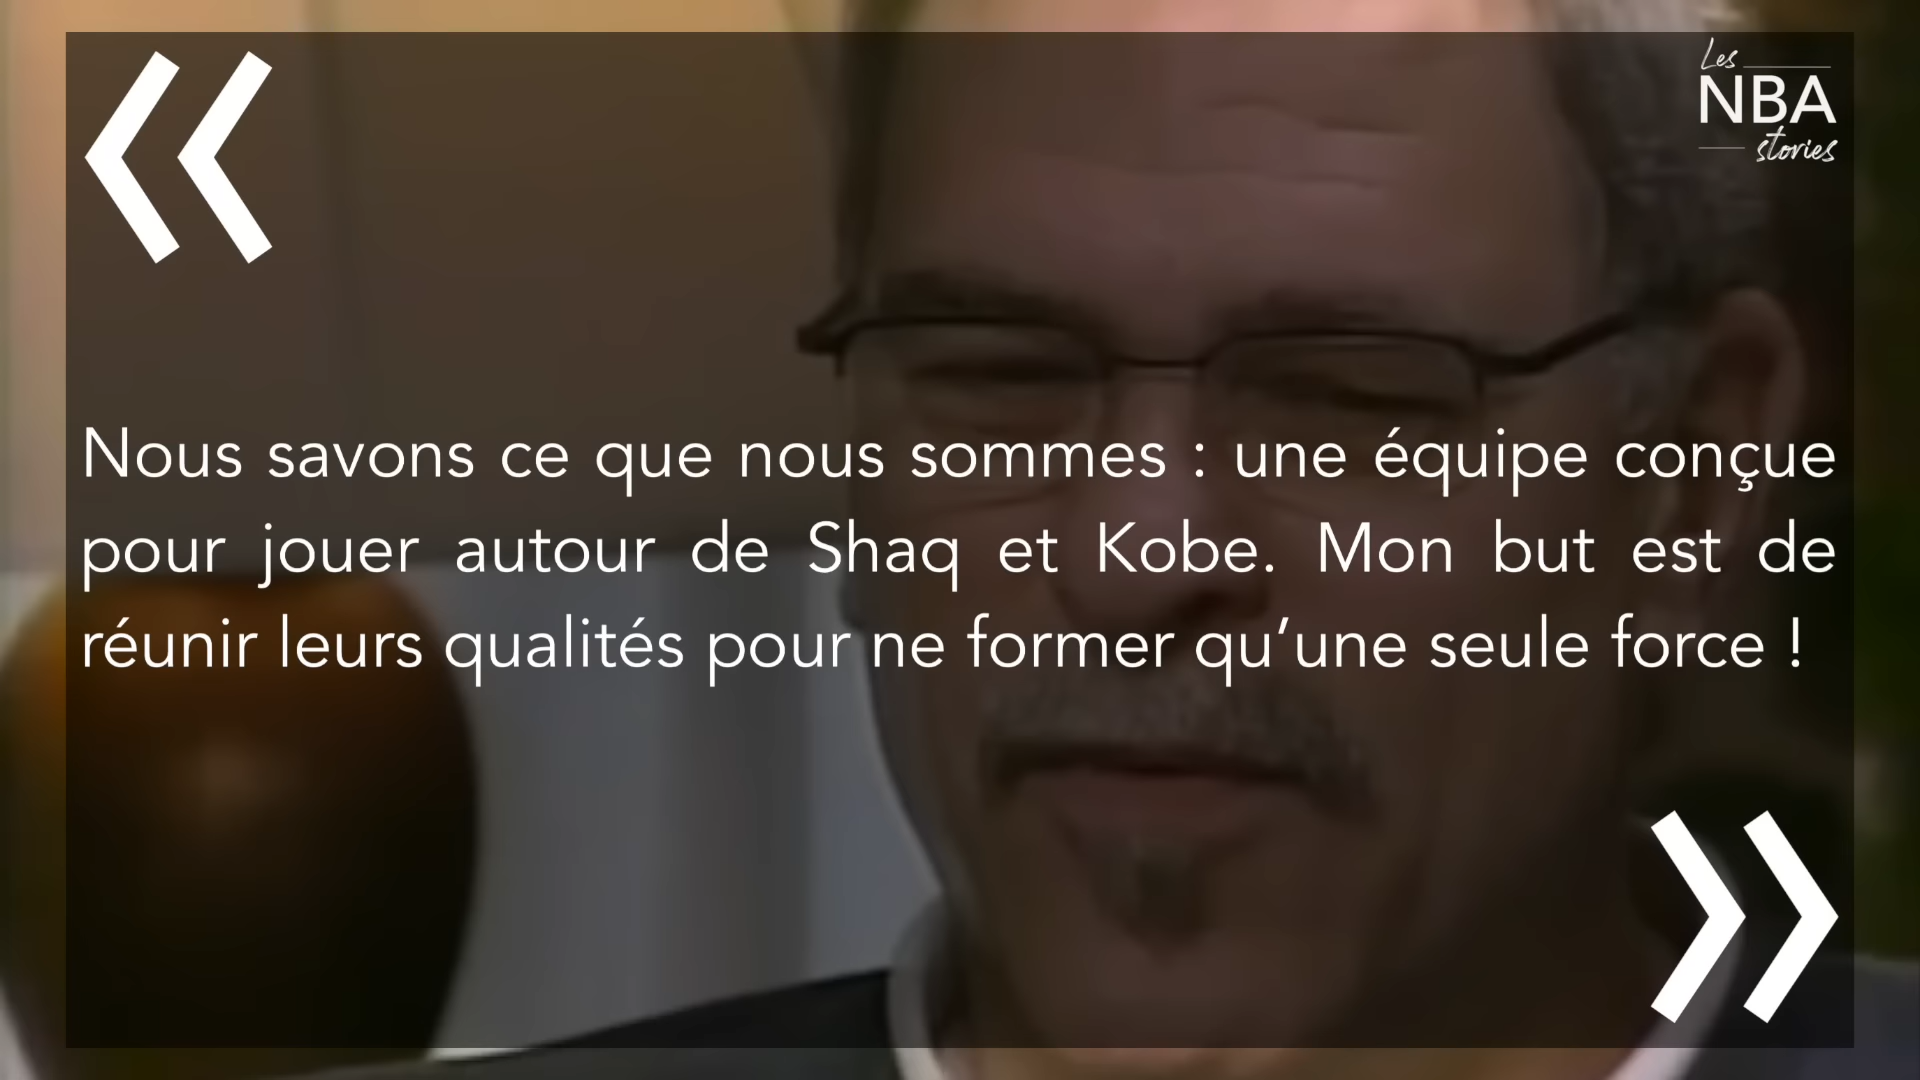 «
Les
NBA
stories
Nous savons ce que nous sommes : une équipe conçue
pour jouer autour de Shaq et Kobe. Mon but est de
réunir leurs qualités pour ne former qu’une seule force !
»